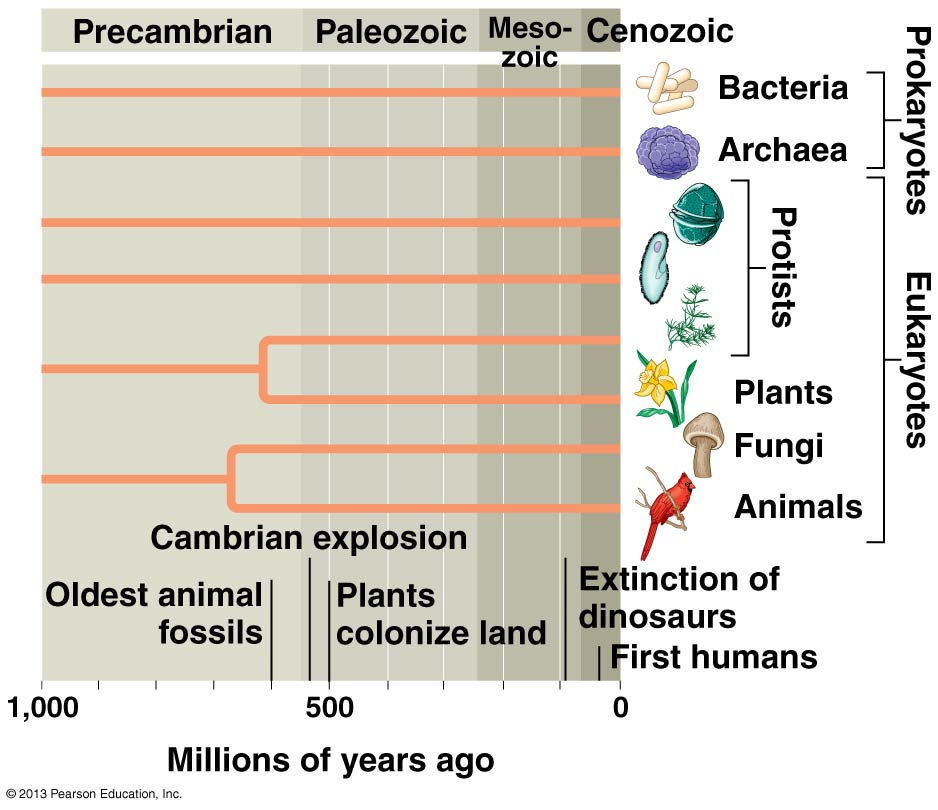 Precambrian
Paleozoic
Meso-
zoic
Cenozoic
Bacteria
Archaea
Prokaryotes
Protists
Eukaryotes
Plants
Fungi
Animals
Cambrian explosion
Oldest animal
fossils
Plants
colonize land
Extinction of
dinosaurs
First humans
1,000
500
0
Millions of years ago
© 2013 Pearson Education, Inc.